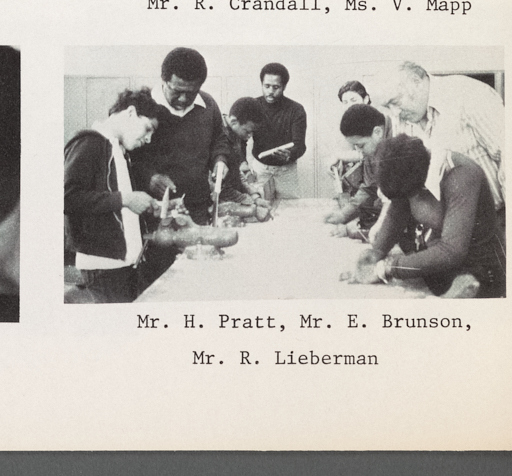 Mr. R. Crandall, Ms. V. Mapp
Mr. H. Pratt, Mr. E. Brunson,
Mr. R. Lieberman